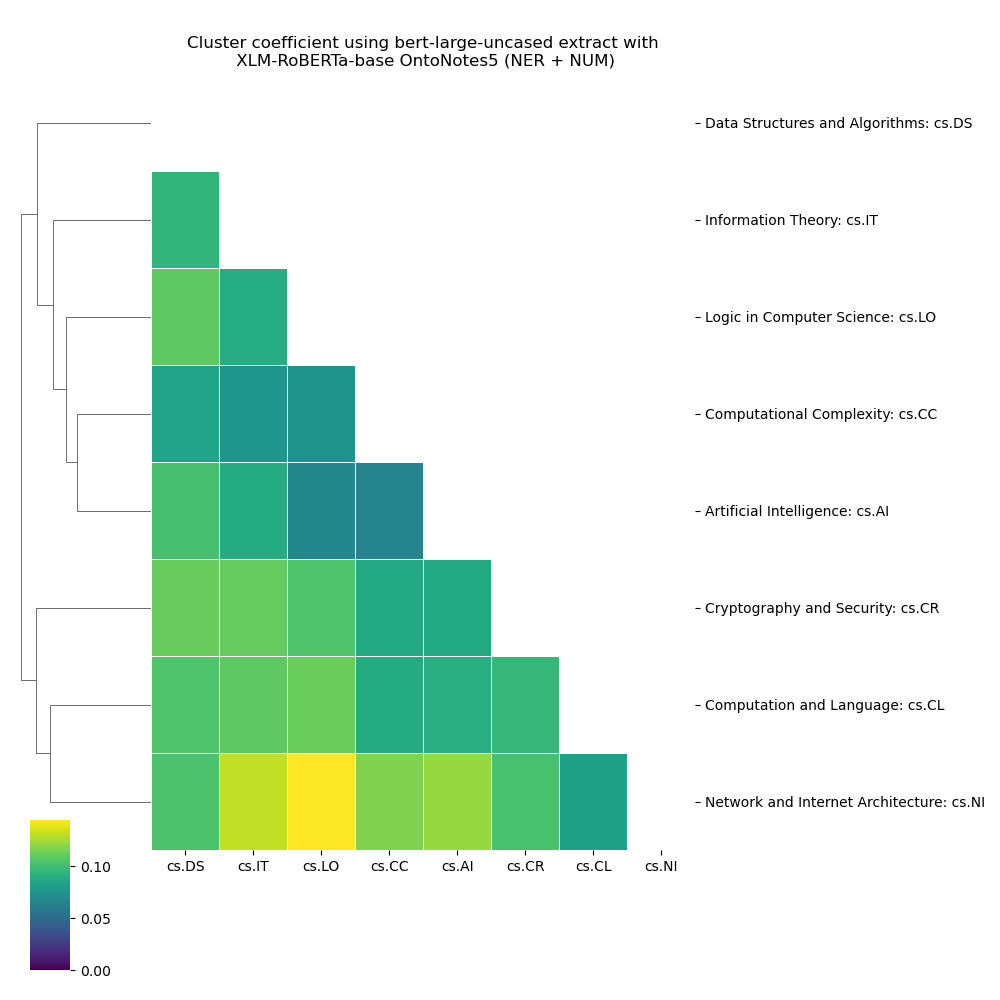 Cluster coefficient using bert-large-uncased extract with
XLM-RoBERTa-base OntoNotes5 (NER + NUM)
Data Structures and Algorithms: cs.DS
Information Theory: cs.IT
Logic in Computer Science: cs.LO
Computational Complexity: cs.CC
Artificial Intelligence: cs.AI
Cryptography and Security: cs.CR
Computation and Language: cs.CL
Network and Internet Architecture: cs.NI
cs.DS cs.IT cs.LO cs.CC cs.AI cs.CR cs.CL cs.NI
0.10
0.05
0.00